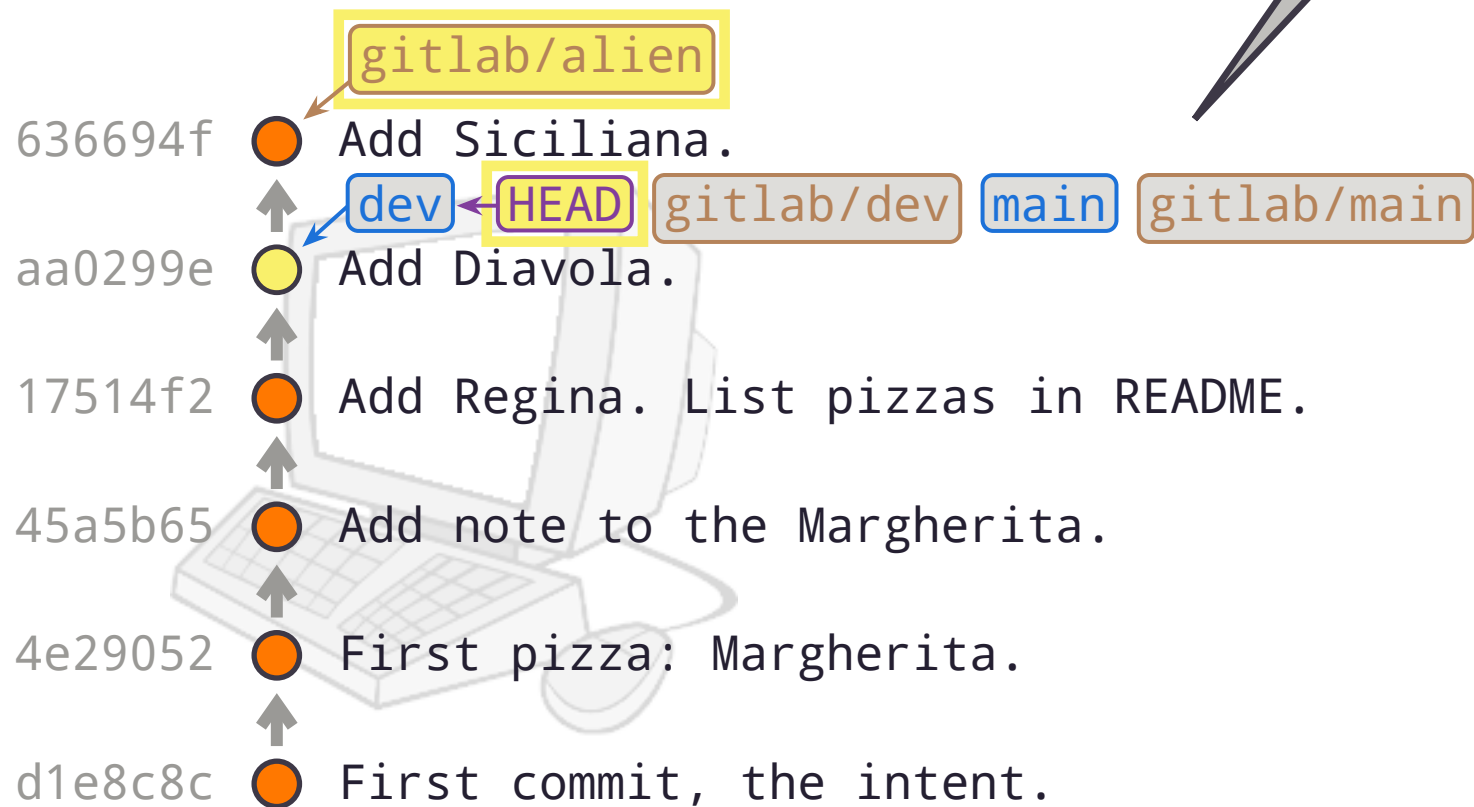 gitlab/alien
636694f Add Siciliana.
dev HEAD gitlab/dev main gitlab/main
aa0299e Add Diavola.
17514f2 Add Regina. List pizzas in README.
45a5b65 Add note to the Margherita.
4e29052 First pizza: Margherita.
d1e8c8c First commit, the intent.